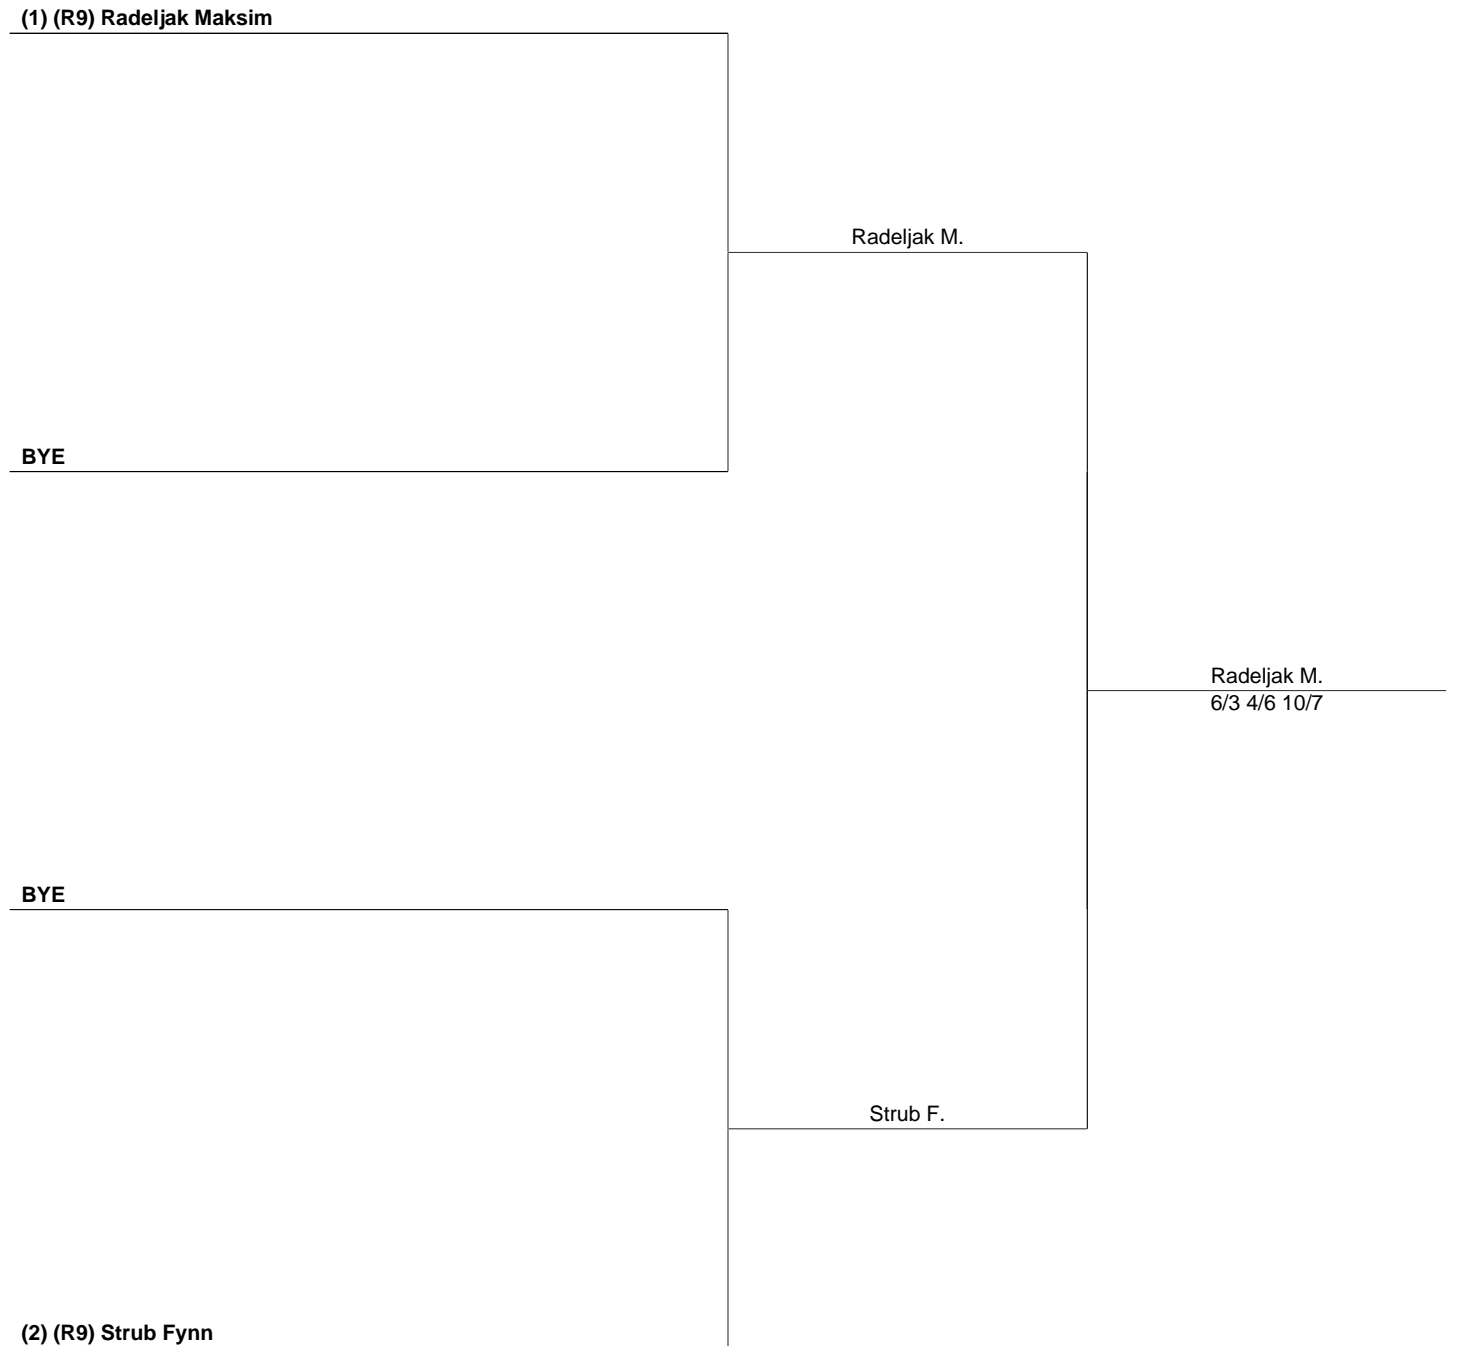 (1) (R9) Radeljak Maksim
Radeljak M.
BYE
Radeljak M.
6/3 4/6 10/7
BYE
Strub F.
(2) (R9) Strub Fynn